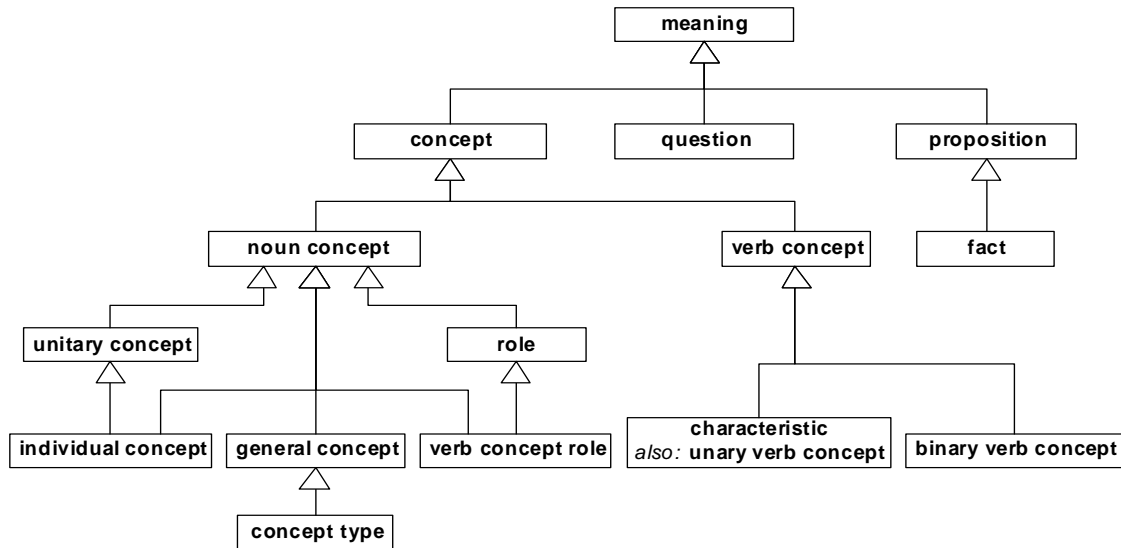 meaning
concept
question
proposition
noun concept
verb concept
fact
unitary concept
role
individual concept
general concept
verb concept role
characteristic
also: unary verb concept
binary verb concept
concept type